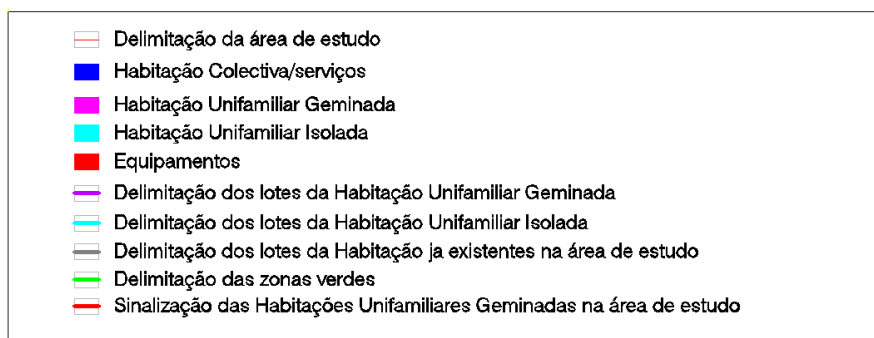 Delimitação da área de estudo
Habitação Colectiva/serviços
Habitação Unifamiliar Geminada
Habitação Unifamiliar Isolada
Equipamentos
Delimitação dos lotes da Habitação Unifamiliar Geminada
Delimitação dos lotes da Habitação Unifamiliar Isolada
Delimitação dos lotes da Habitação ja existentes na área de estudo
Delimitação das zonas verdes
Sinalização das Habitações Unifamiliares Geminadas na área de estudo